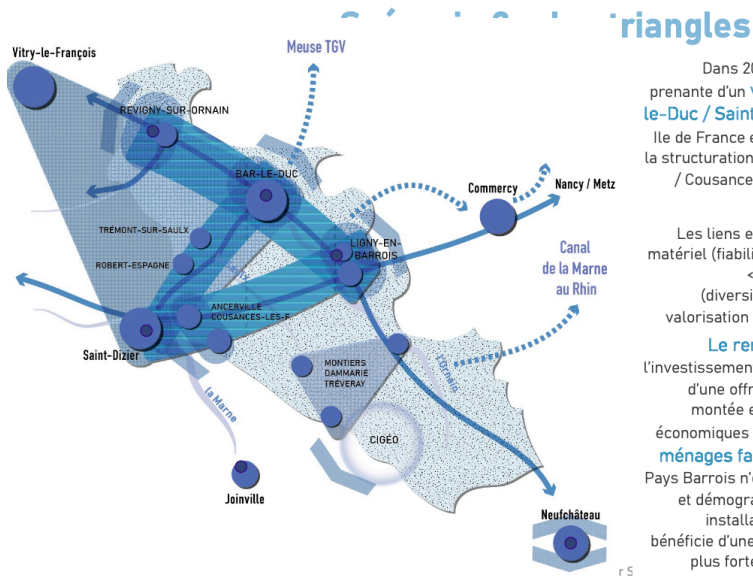 riangles
Vitry-le-François
Meuse TGV
REVIGNY-SUR-ORNAIN
BAR-LE-DUC
Commercy
Nancy / Metz
TRÉMONT-SUR-SAULX
ROBERT-ESPAGNE
LIGNY-EN-
BARROIS
Canal
de la Marne
au Rhin
ANCERVILLE
COUSANCES-LES-F..
Saint-Dizier
la Marne
MONTIERS
DAMMARIE
TRÉVERAY
l'Ornain
CIGÉO
Joinville
Neufchâteau
Dans 20
prenante d'un
le-Duc / Saint
Ile de France e
la structuration
/ Cousance
Les liens e
matériel (fiabili
<
(diversi
valorisation
Le ren
l'investissement
d'une offr
montée e
économiques
ménages fa
Pays Barrois n'
et démogra
installa
bénéficie d'une
plus forte
r S